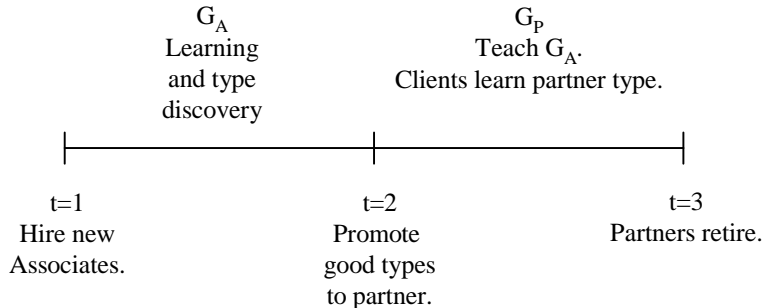 G_A
Learning
and type
discovery
G_P
Teach G_A.
Clients learn partner type.
t=1
Hire new
Associates.
t=2
Promote
good types
to partner.
t=3
Partners retire.